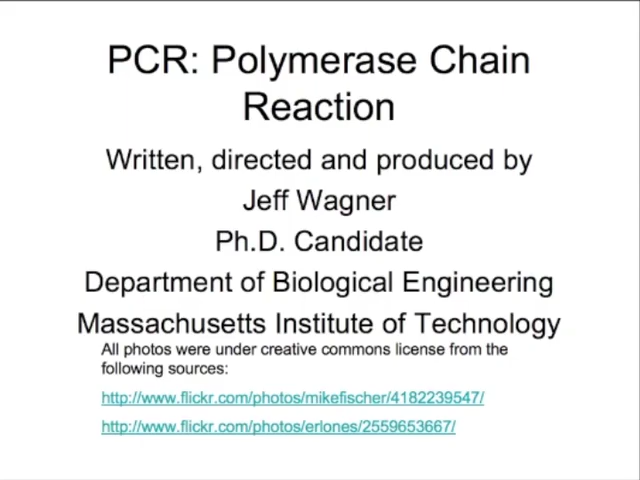 PCR: Polymerase Chain
Reaction
Written, directed and produced by
Jeff Wagner
Ph.D. Candidate
Department of Biological Engineering
Massachusetts Institute of Technology
All photos were under creative commons license from the
following sources:
http://www.flickr.com/photos/mikefischer/4182239547/
http://www.flickr.com/photos/erlones/2559653667/